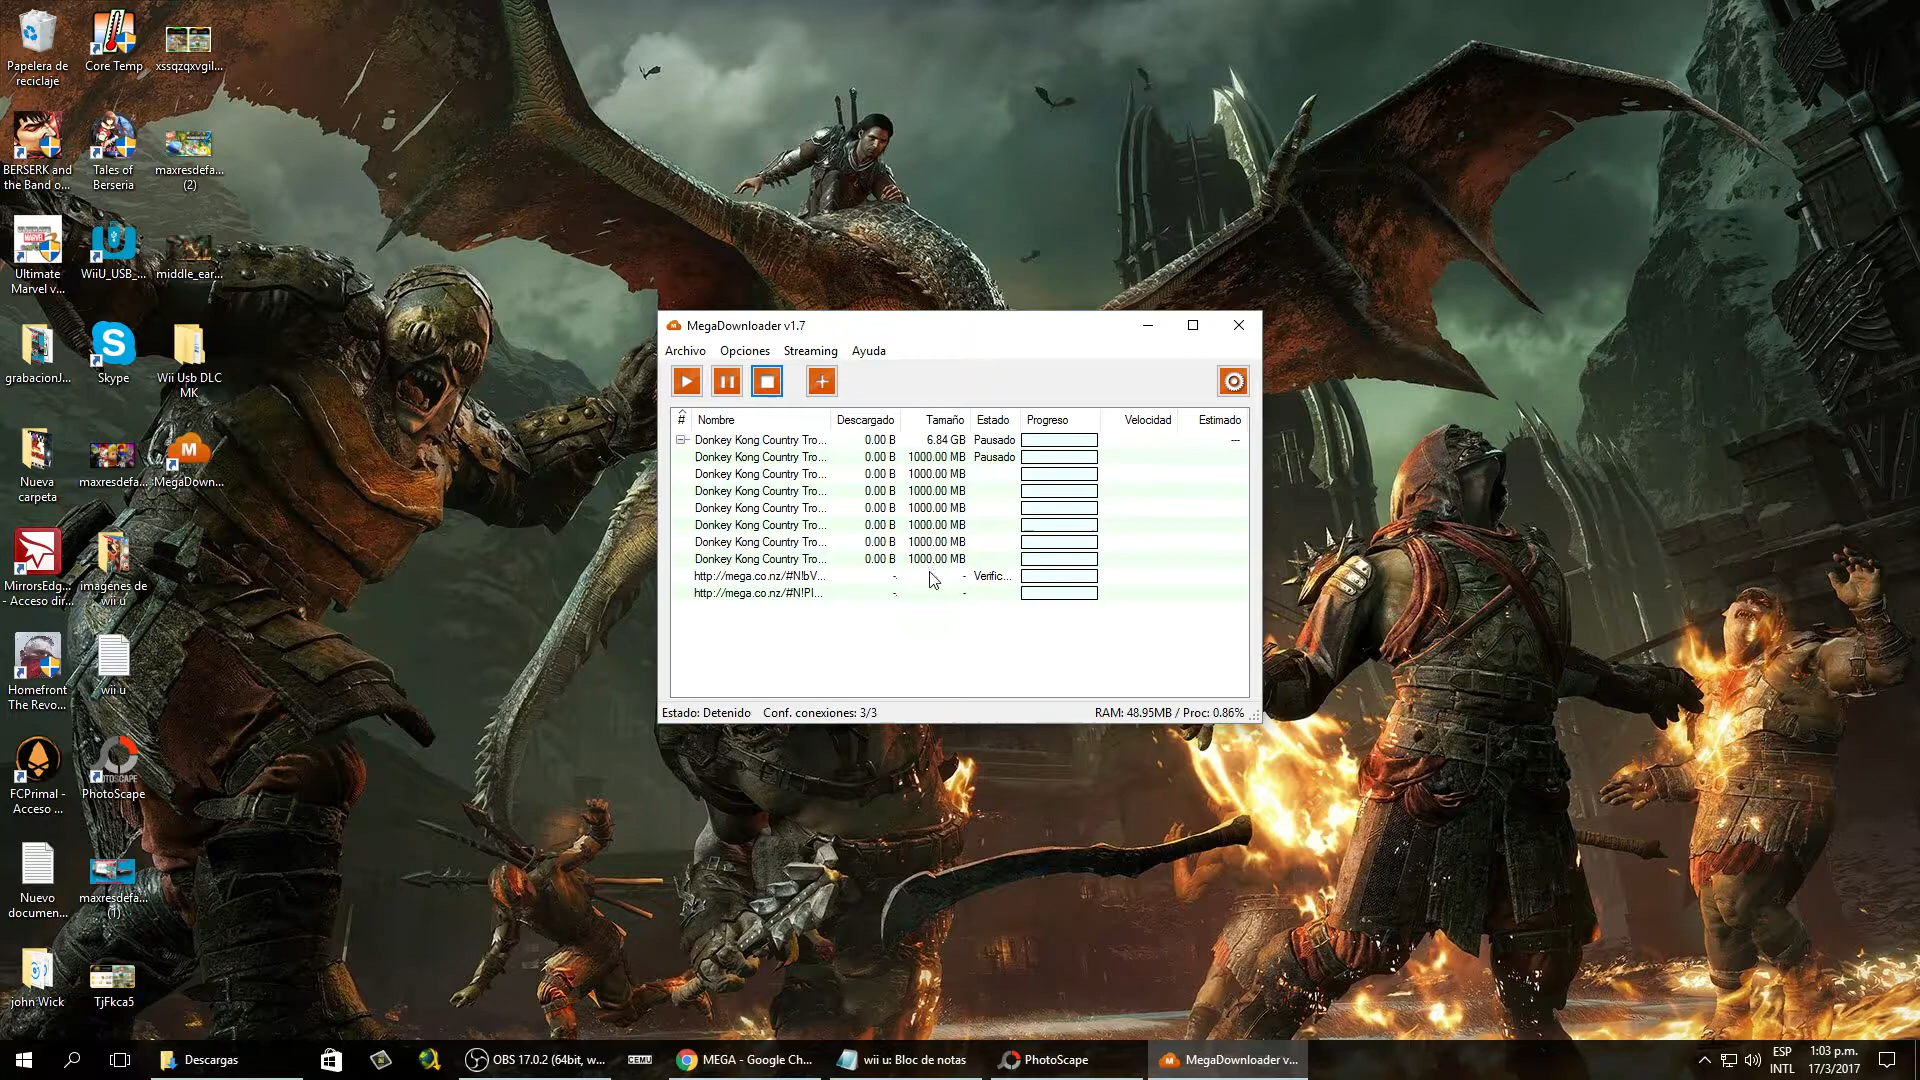 Papelera de
reciclaje
Core Temp
xssqzqxvgil...
BERSERK and
the Band o...
Tales of
Berseria
maxresdefa...
(2)
Ultimate
Marvel v...
WiiU_USB_...
middle_ear...
grabacionJ...
Skype
Wii Usb DLC
MK
Nueva
carpeta
maxresdefa...
MegaDown...
MirrorsEdg...
- Acceso dir...
imagenes de
wii u
Homefront
The Revo...
wii u
FCPrimal -
Acceso ...
PhotoScape
Nuevo
documen...
maxresdefa...
(1)
john Wick
TjFkca5
MegaDownloader v1.7
Archivo Opciones Streaming Ayuda
# Nombre Descargado Tamaño Estado Progreso Velocidad Estimado
Donkey Kong Country Tro... 0.00 B 6.84 GB Pausado ---
Donkey Kong Country Tro... 0.00 B 1000.00 MB Pausado
Donkey Kong Country Tro... 0.00 B 1000.00 MB
Donkey Kong Country Tro... 0.00 B 1000.00 MB
Donkey Kong Country Tro... 0.00 B 1000.00 MB
Donkey Kong Country Tro... 0.00 B 1000.00 MB
Donkey Kong Country Tro... 0.00 B 1000.00 MB
Donkey Kong Country Tro... 0.00 B 1000.00 MB
http://mega.co.nz/#N!bV... -. - Verific...
http://mega.co.nz/#N!PI... -. -
Estado: Detenido Conf. conexiones: 3/3 RAM: 48.95MB / Proc: 0.86%
Descargas
OBS 17.0.2 (64bit, w...
CEMU
MEGA - Google Ch...
wii u: Bloc de notas
PhotoScape
MegaDownloader v...
ESP
INTL
1:03 p.m.
17/3/2017